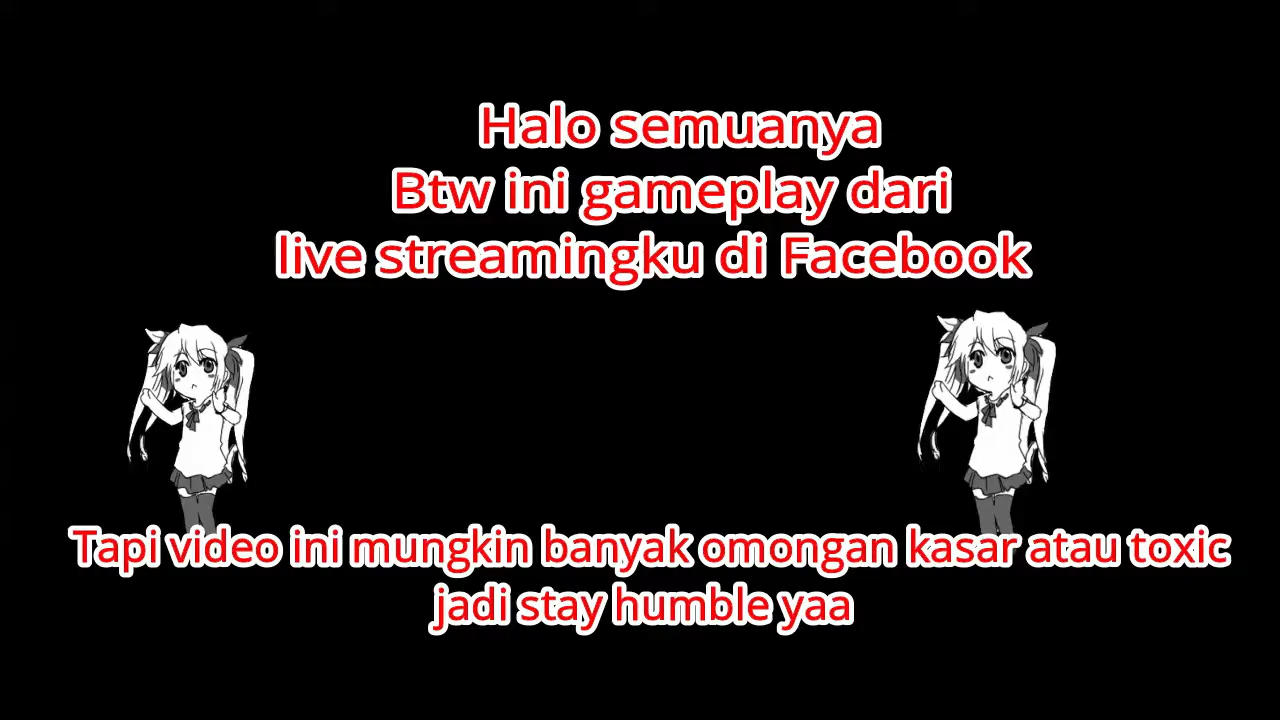 Halo semuanya
Btw ini gameplay dari
live streamingku di Facebook
Tapi video ini mungkin banyak omongan kasar atau toxic
jadi stay humble yaa